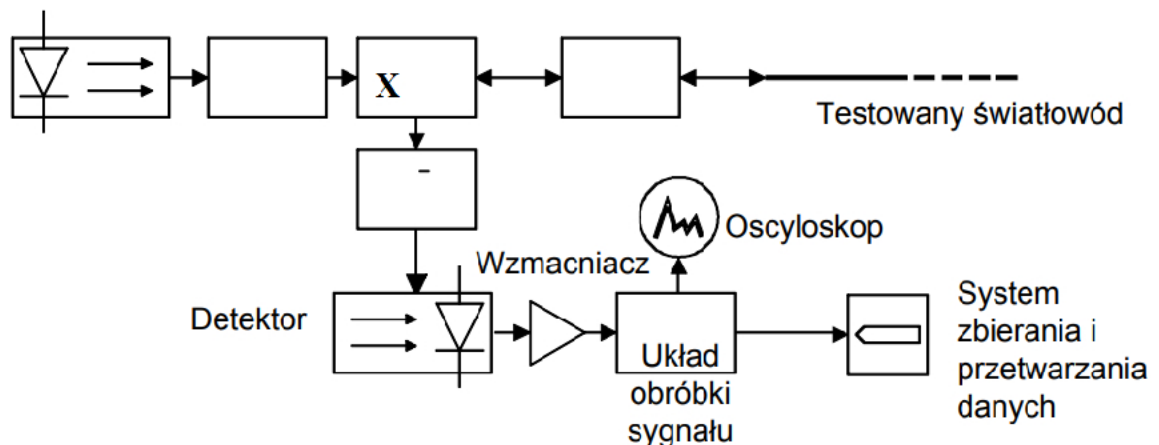 X
Testowany światłowód
-
Oscyloskop
Wzmacniacz
Detektor
Układ
obróbki
sygnału
System
zbierania i
przetwarzania
danych